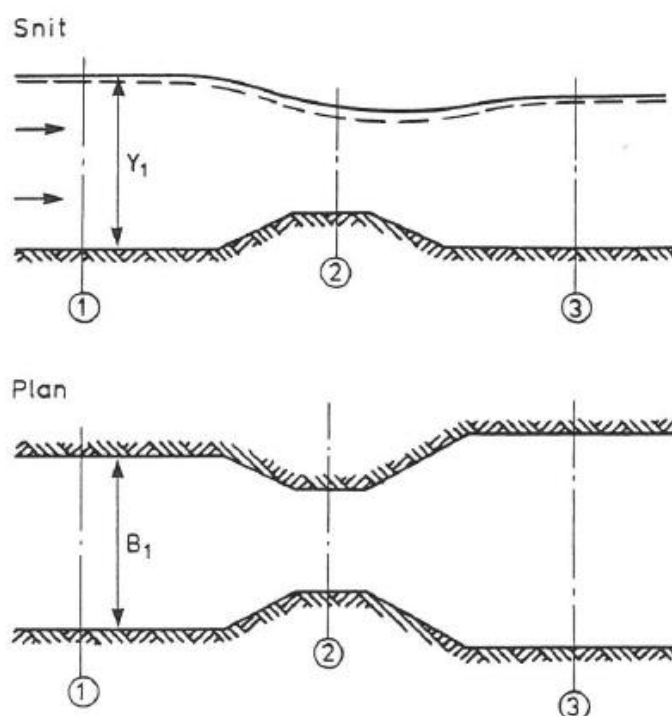 Snit
Y₁
① ② ③
Plan
B₁
① ② ③